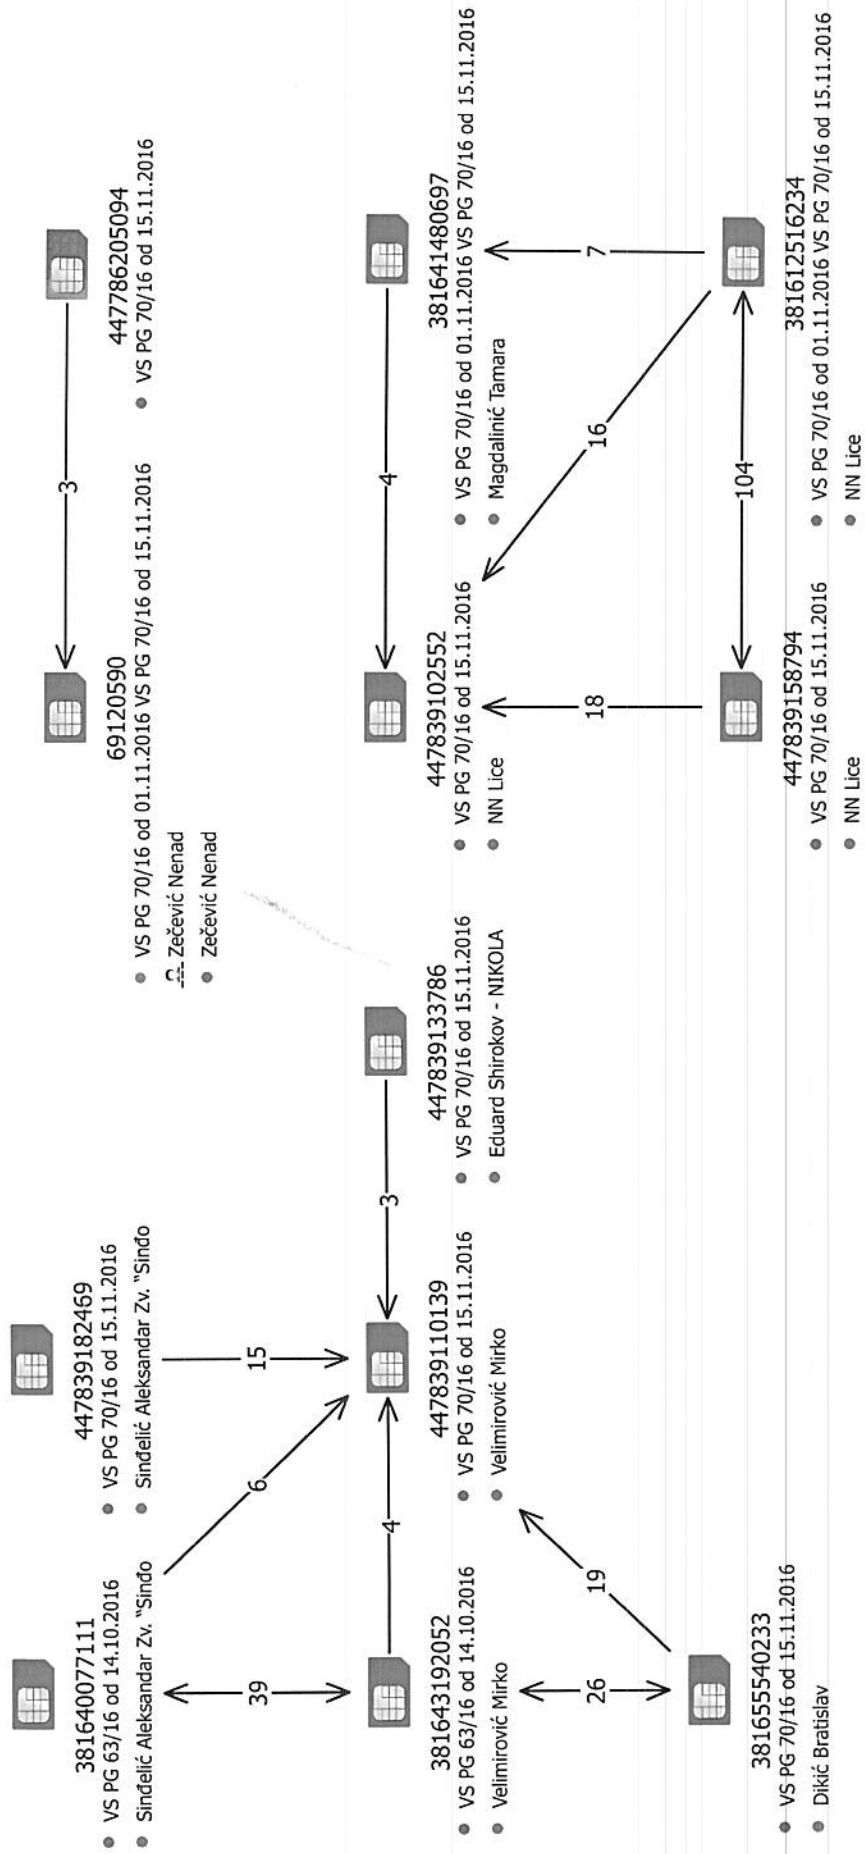 381640077111
VS PG 63/16 od 14.10.2016
Sinđelić Aleksandar Zv. "Sinđo
447839182469
VS PG 70/16 od 15.11.2016
Sinđelić Aleksandar Zv. "Sinđo
69120590
VS PG 70/16 od 01.11.2016 VS PG 70/16 od 15.11.2016
Zečević Nenad
Zečević Nenad
3
447786205094
VS PG 70/16 od 15.11.2016
39
6
15
381643192052
VS PG 63/16 od 14.10.2016
Velimirović Mirko
4
447839110139
VS PG 70/16 od 15.11.2016
Velimirović Mirko
3
447839133786
VS PG 70/16 od 15.11.2016
Eduard Shirokov - NIKOLA
447839102552
VS PG 70/16 od 15.11.2016
NN Lice
4
381641480697
VS PG 70/16 od 01.11.2016 VS PG 70/16 od 15.11.2016
Magdalinić Tamara
26
19
18
16
7
381655540233
VS PG 70/16 od 15.11.2016
Dikić Bratislav
447839158794
VS PG 70/16 od 15.11.2016
NN Lice
104
381612516234
VS PG 70/16 od 01.11.2016 VS PG 70/16 od 15.11.2016
NN Lice